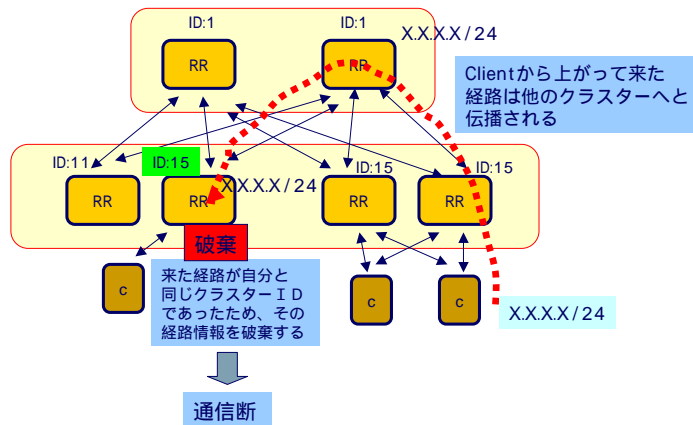 ID:1
ID:1
X.X.X.X/24
RR
RR
Clientから上がって来た
経路は他のクラスターへと
伝播される
ID:11
ID:15
ID:15
ID:15
X.X.X.X/24
RR
RR
RR
RR
破棄
来た経路が自分と
同じクラスターＩＤ
であったため、その
経路情報を破棄する
c
c
c
X.X.X.X/24
通信断